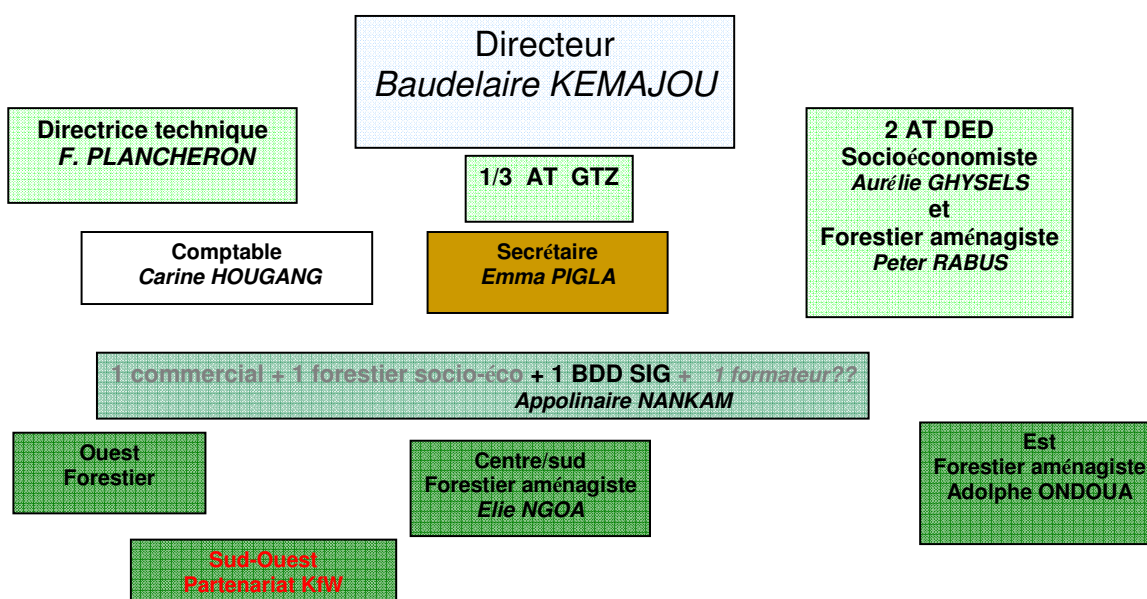 Directeur
Baudelaire KEMAJOU
Directrice technique
F. PLANCHERON
1/3 AT GTZ
2 AT DED
Socioéconomiste
Aurélie GHYSELS
et
Forestier aménagiste
Peter RABUS
Comptable
Carine HOUGANG
Secrétaire
Emma PIGLA
1 commercial + 1 forestier socio-éco + 1 BDD SIG + 1 formateur??
Appolinaire NANKAM
Ouest
Forestier
Centre/sud
Forestier aménagiste
Elie NGOA
Est
Forestier aménagiste
Adolphe ONDOUA
Sud-Ouest
Partenariat KfW